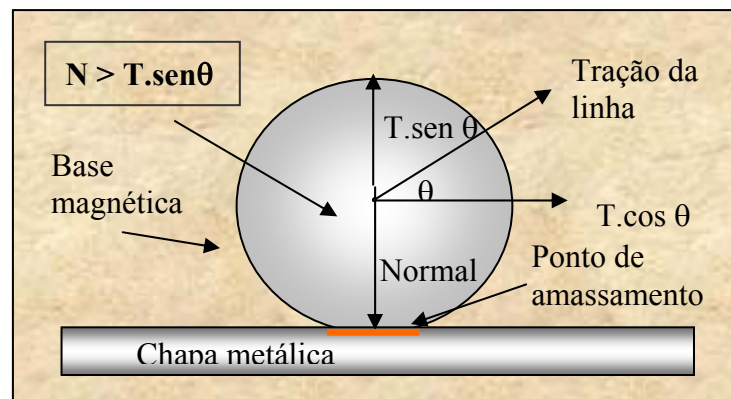 N > T.senθ
Tração da
linha
T.sen θ
Base
magnética
θ
T.cos θ
Normal
Ponto de
amassamento
Chapa metálica